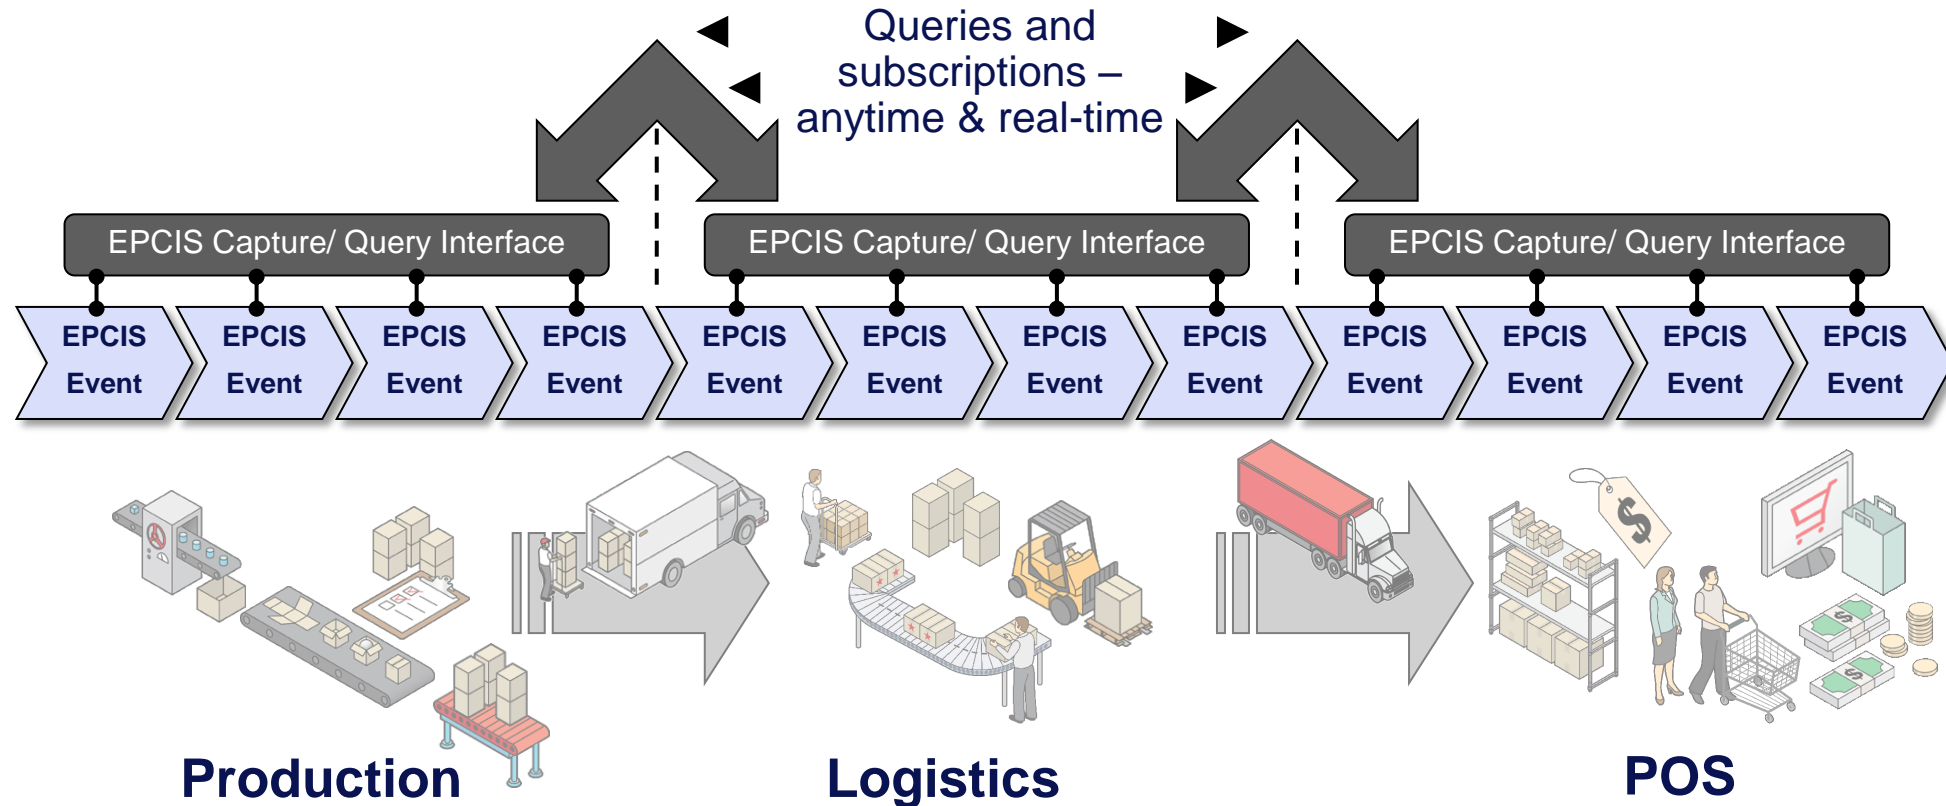 Queries and
subscriptions –
anytime & real-time
EPCIS Capture/ Query Interface
EPCIS Capture/ Query Interface
EPCIS Capture/ Query Interface
EPCIS
Event
EPCIS
Event
EPCIS
Event
EPCIS
Event
EPCIS
Event
EPCIS
Event
EPCIS
Event
EPCIS
Event
EPCIS
Event
EPCIS
Event
EPCIS
Event
EPCIS
Event
$
$
$
Production
Logistics
POS